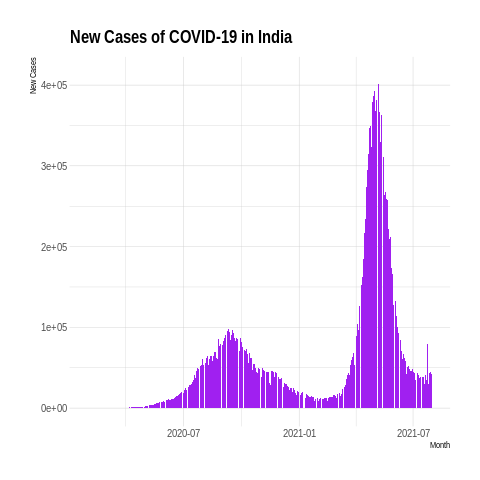 New Cases of COVID-19 in India
New Cases
4e+05
3e+05
2e+05
1e+05
0e+00
2020-07 2021-01 2021-07
Month